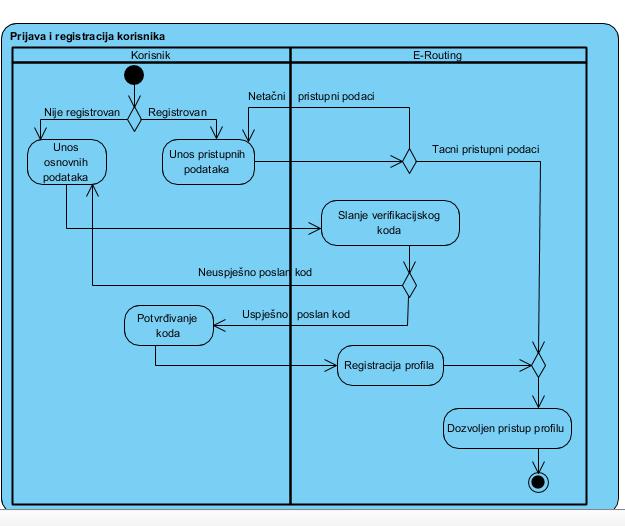 Prijava i registracija korisnika
Korisnik
E-Routing
Netačni pristupni podaci
Nije registrovan
Registrovan
Unos
osnovnih
podataka
Unos pristupnih
podataka
Tacni pristupni podaci
Slanje verifikacijskog
koda
Neuspješno poslan kod
Uspješno poslan kod
Potvrđivanje
koda
Registracija profila
Dozvoljen pristup profilu